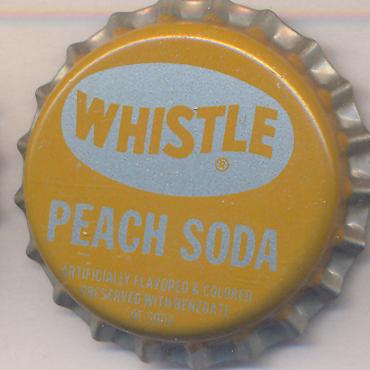 WHISTLE
®
PEACH SODA
ARTIFICIALLY FLAVORED & COLORED
PRESERVED WITH BENZOATE
OF SODA